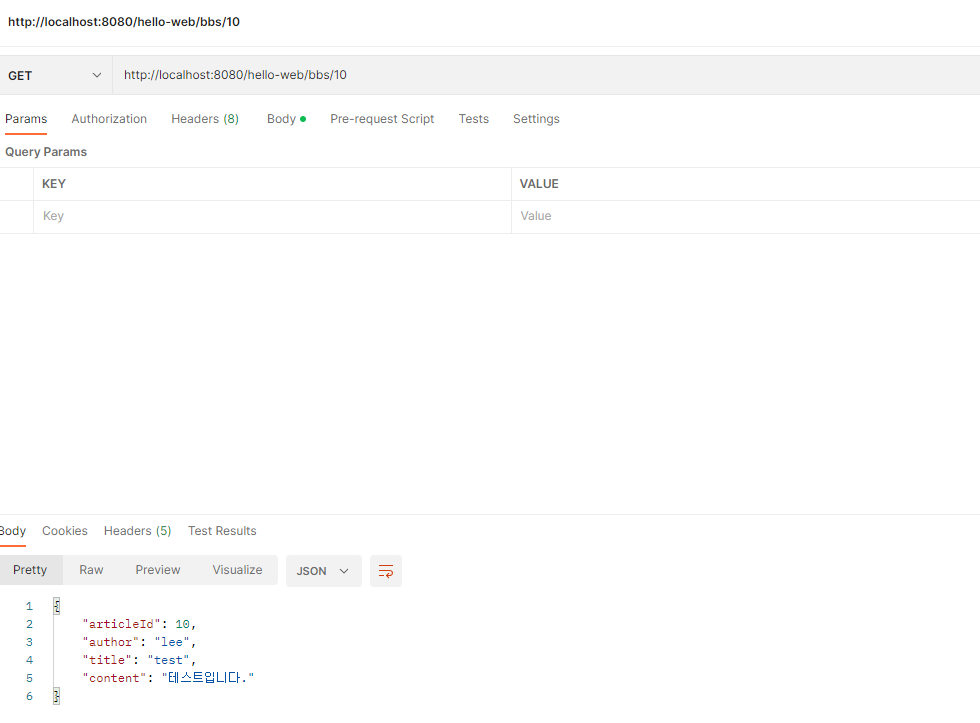 http://localhost:8080/hello-web/bbs/10
GET http://localhost:8080/hello-web/bbs/10
Params Authorization Headers (8) Body Pre-request Script Tests Settings
Query Params
KEY VALUE
Key Value
Body Cookies Headers (5) Test Results
Pretty Raw Preview Visualize JSON
1 {
2 "articleId": 10,
3 "author": "lee",
4 "title": "test",
5 "content": "테스트입니다."
6 }